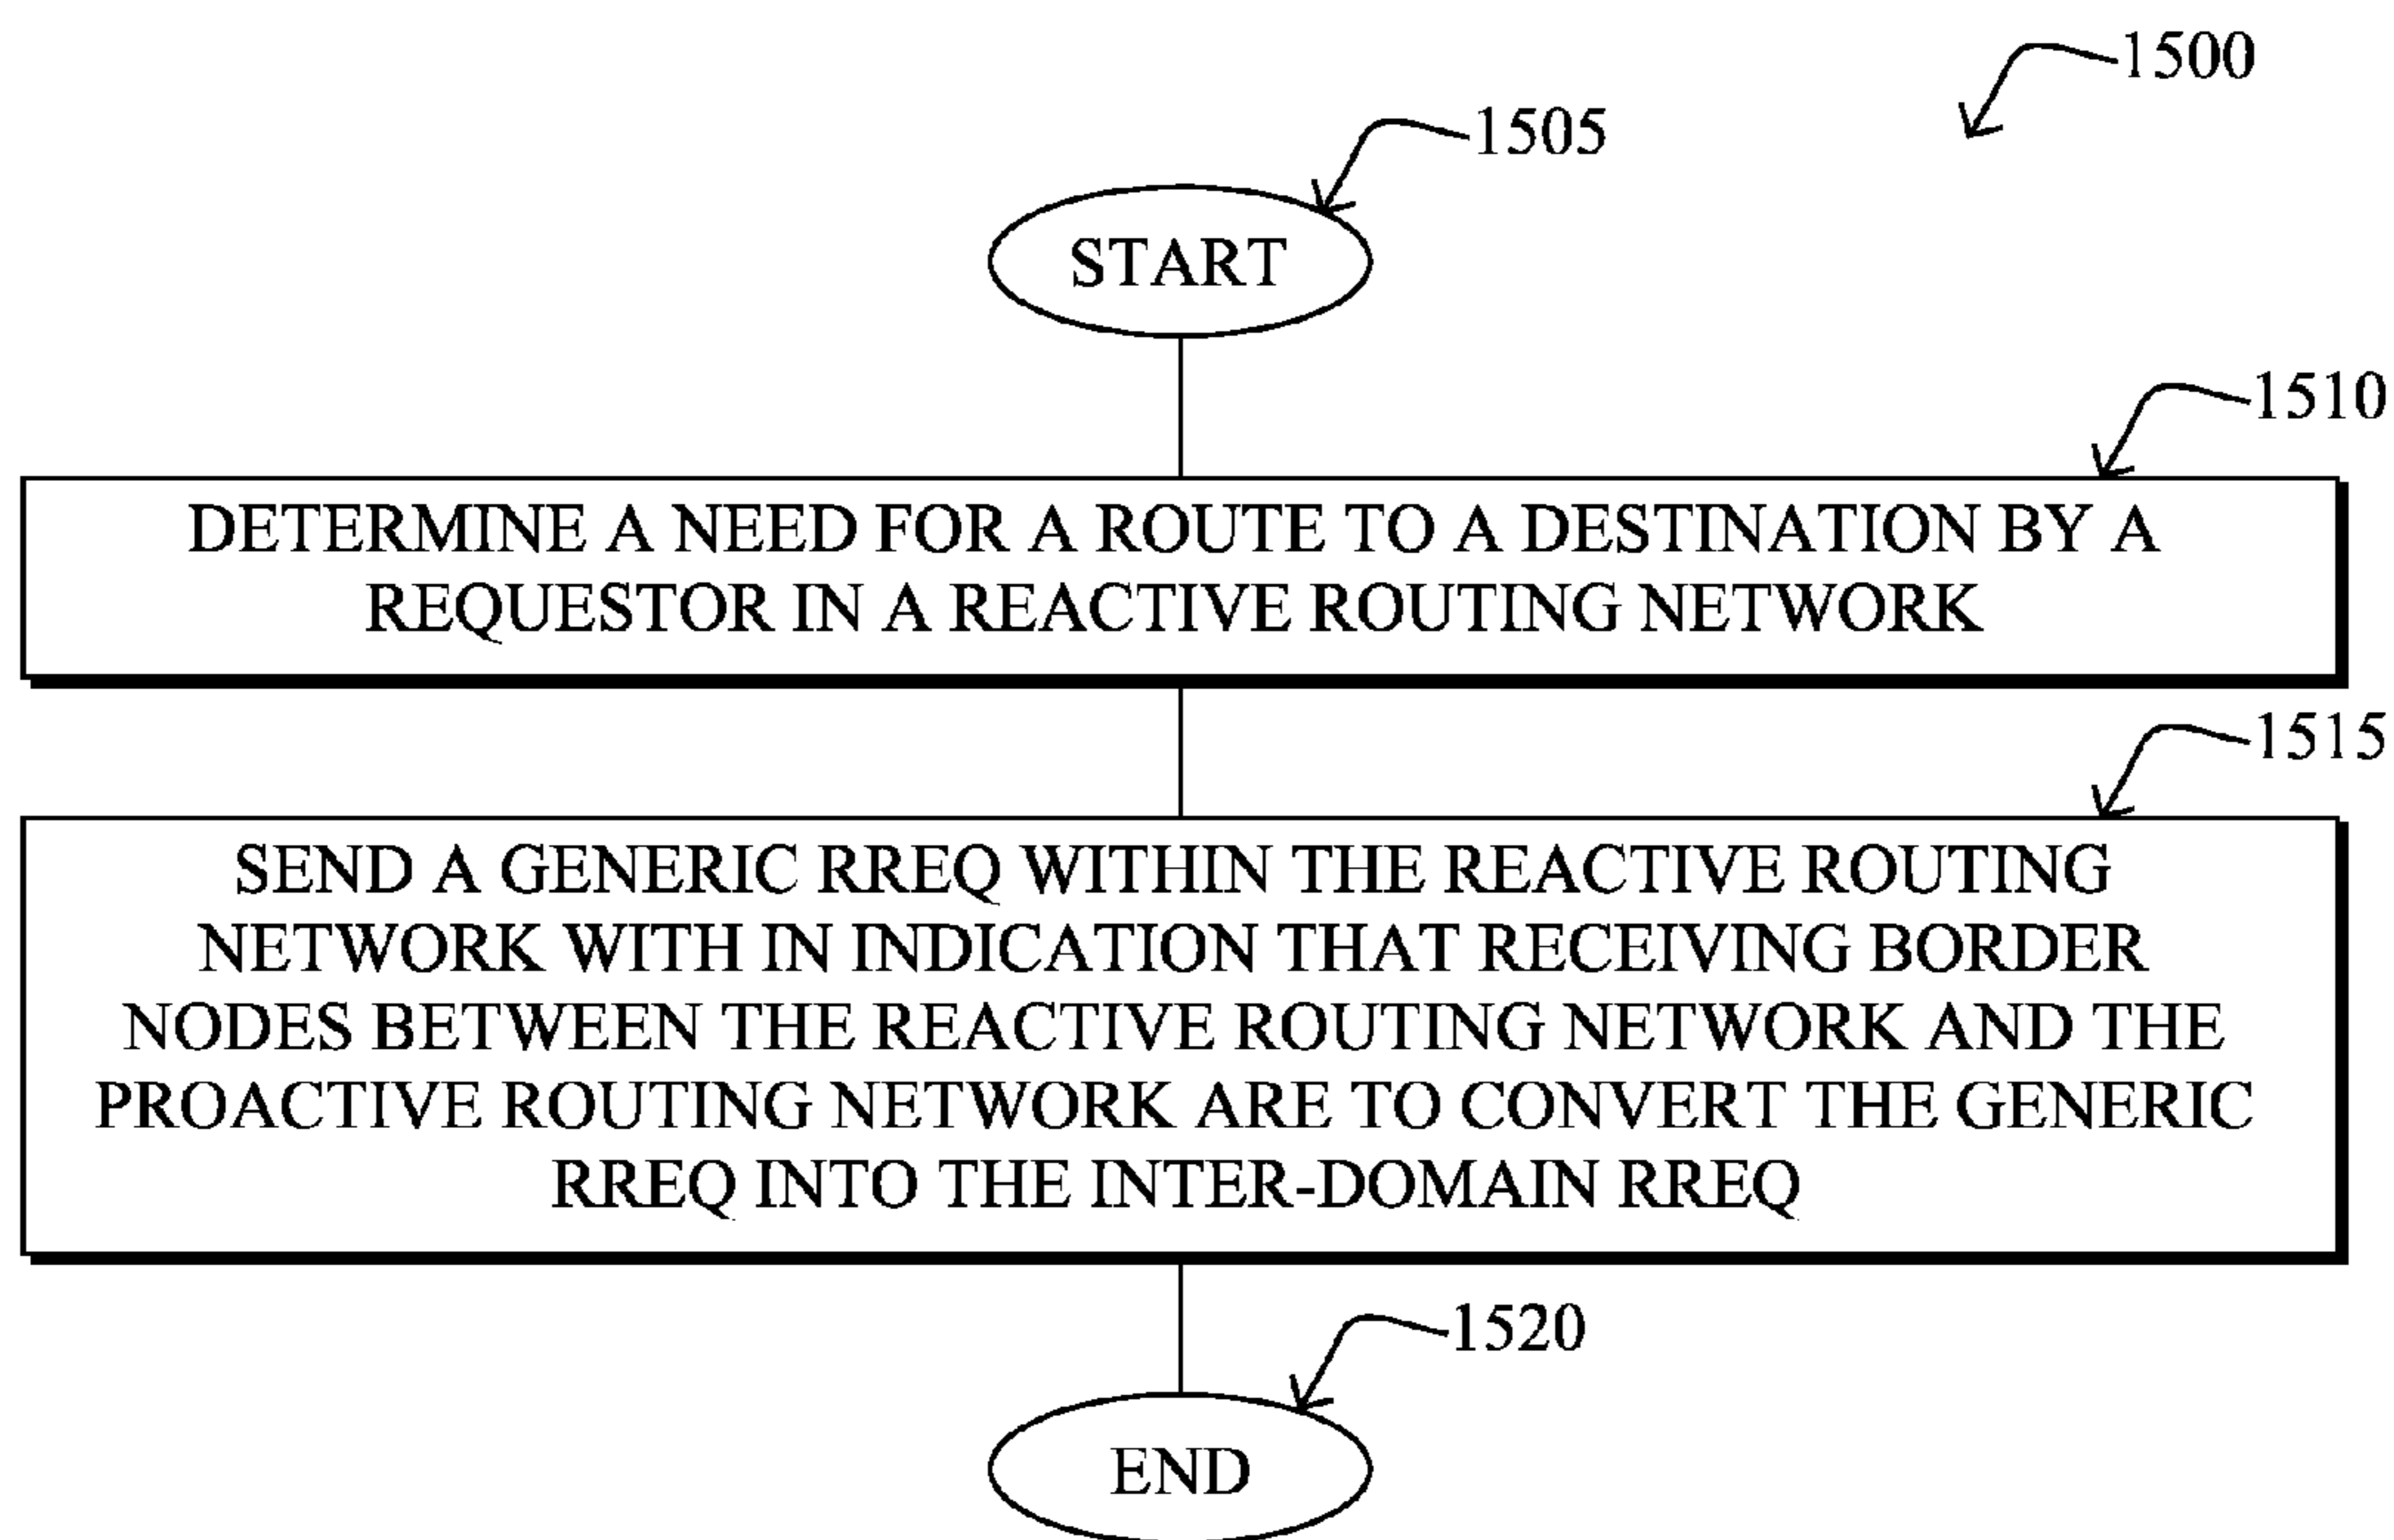 1500
1505
START
1510
DETERMINE A NEED FOR A ROUTE TO A DESTINATION BY A
REQUESTOR IN A REACTIVE ROUTING NETWORK
1515
SEND A GENERIC RREQ WITHIN THE REACTIVE ROUTING
NETWORK WITH IN INDICATION THAT RECEIVING BORDER
NODES BETWEEN THE REACTIVE ROUTING NETWORK AND THE
PROACTIVE ROUTING NETWORK ARE TO CONVERT THE GENERIC
RREQ INTO THE INTER-DOMAIN RREQ
1520
END